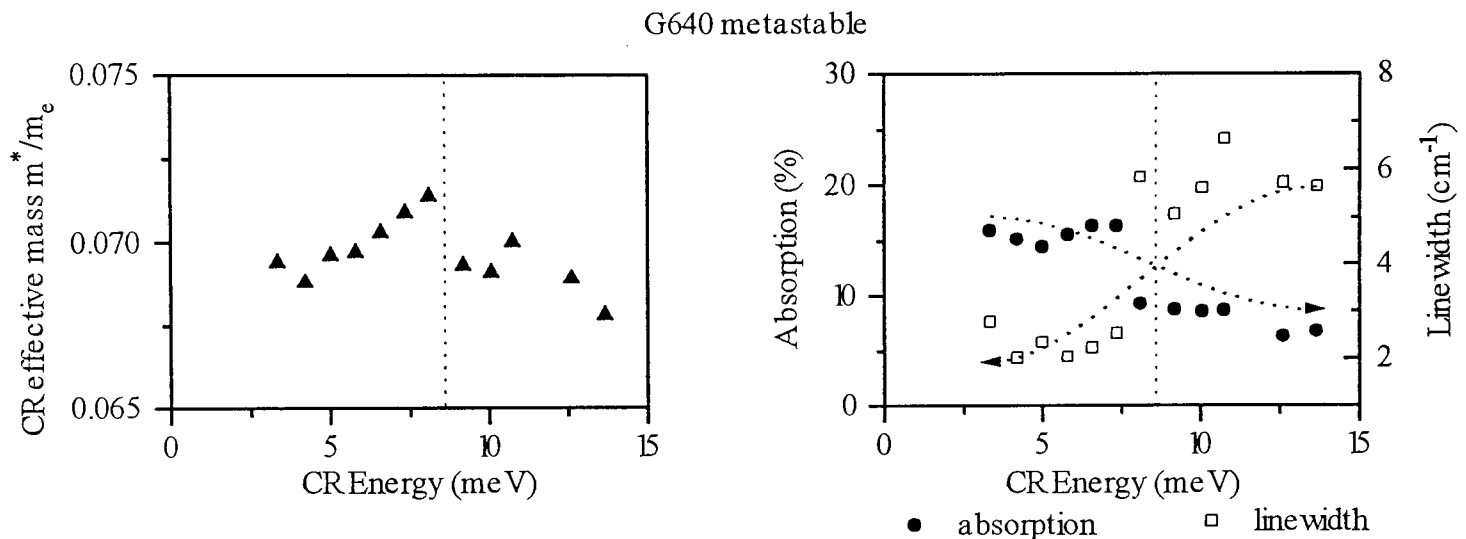 G640 metastable
CR effective mass m*/mₑ
0.075
0.070
0.065
0
5
10
15
CR Energy (meV)
Absorption (%)
30
20
10
0
0
5
10
15
CR Energy (meV)
8
6
4
2
Linewidth (cm⁻¹)
● absorption □ linewidth